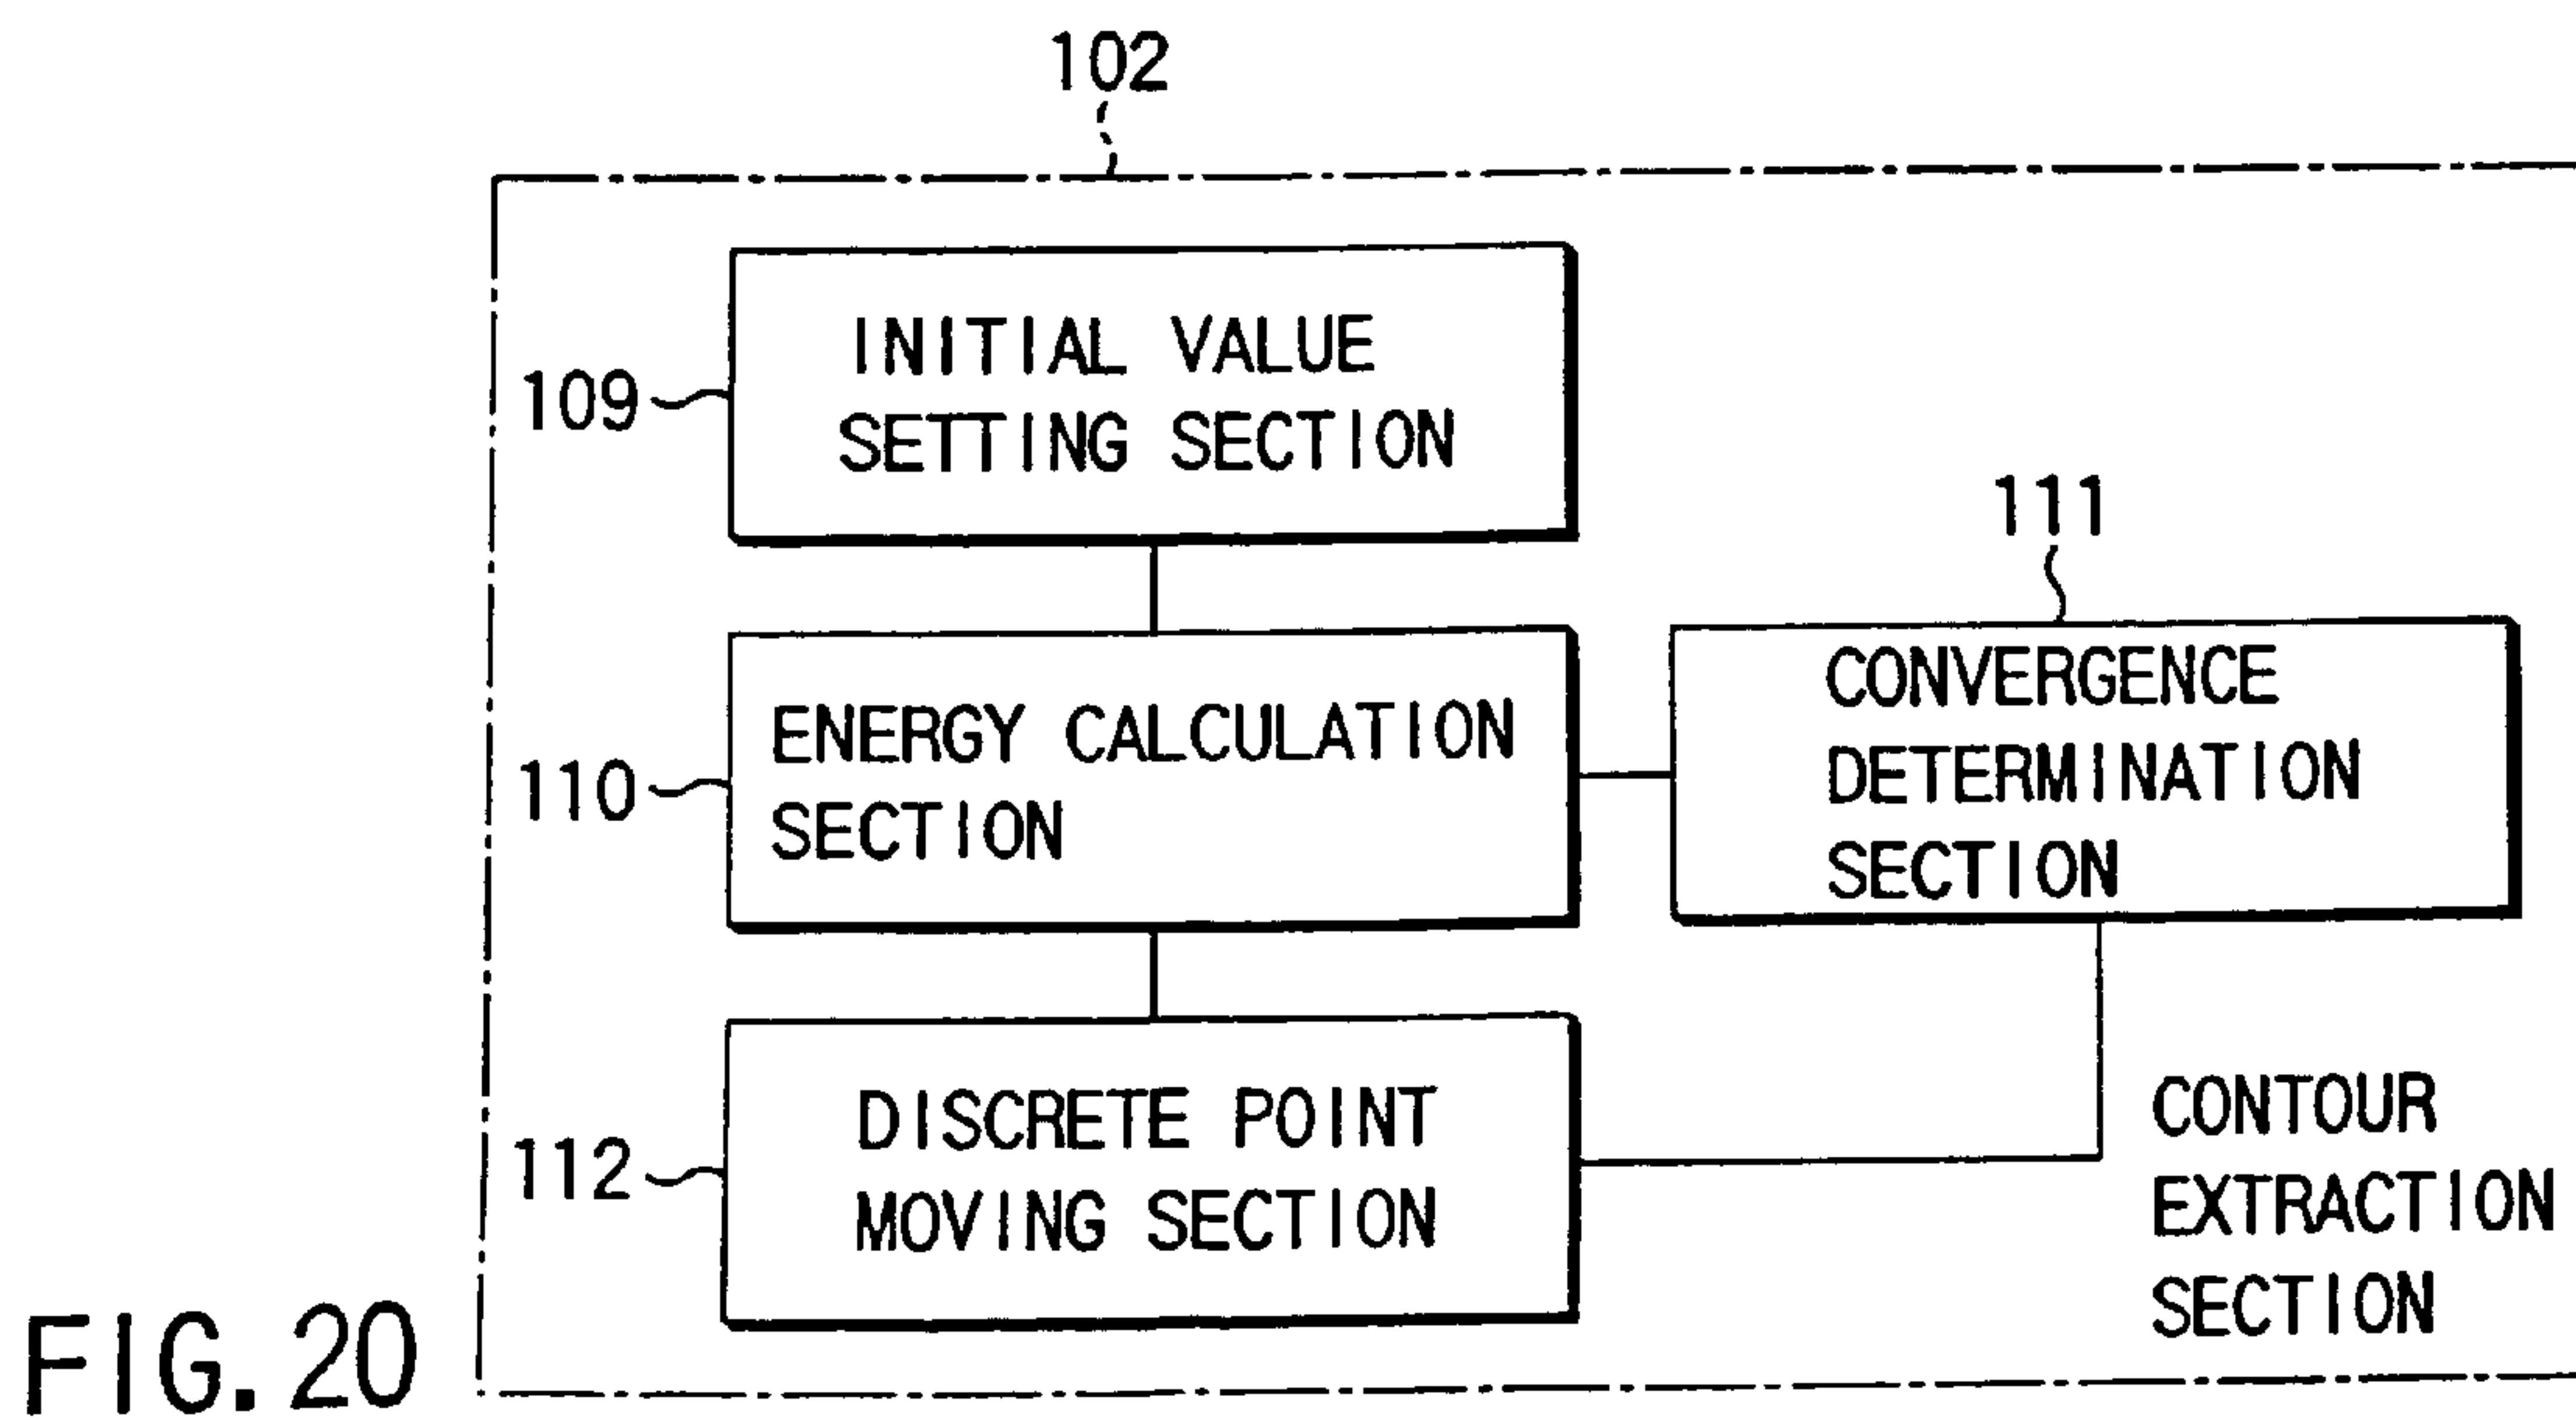 102
109
INITIAL VALUE
SETTING SECTION
111
110
ENERGY CALCULATION
SECTION
CONVERGENCE
DETERMINATION
SECTION
112
DISCRETE POINT
MOVING SECTION
CONTOUR
EXTRACTION
SECTION
FIG. 20